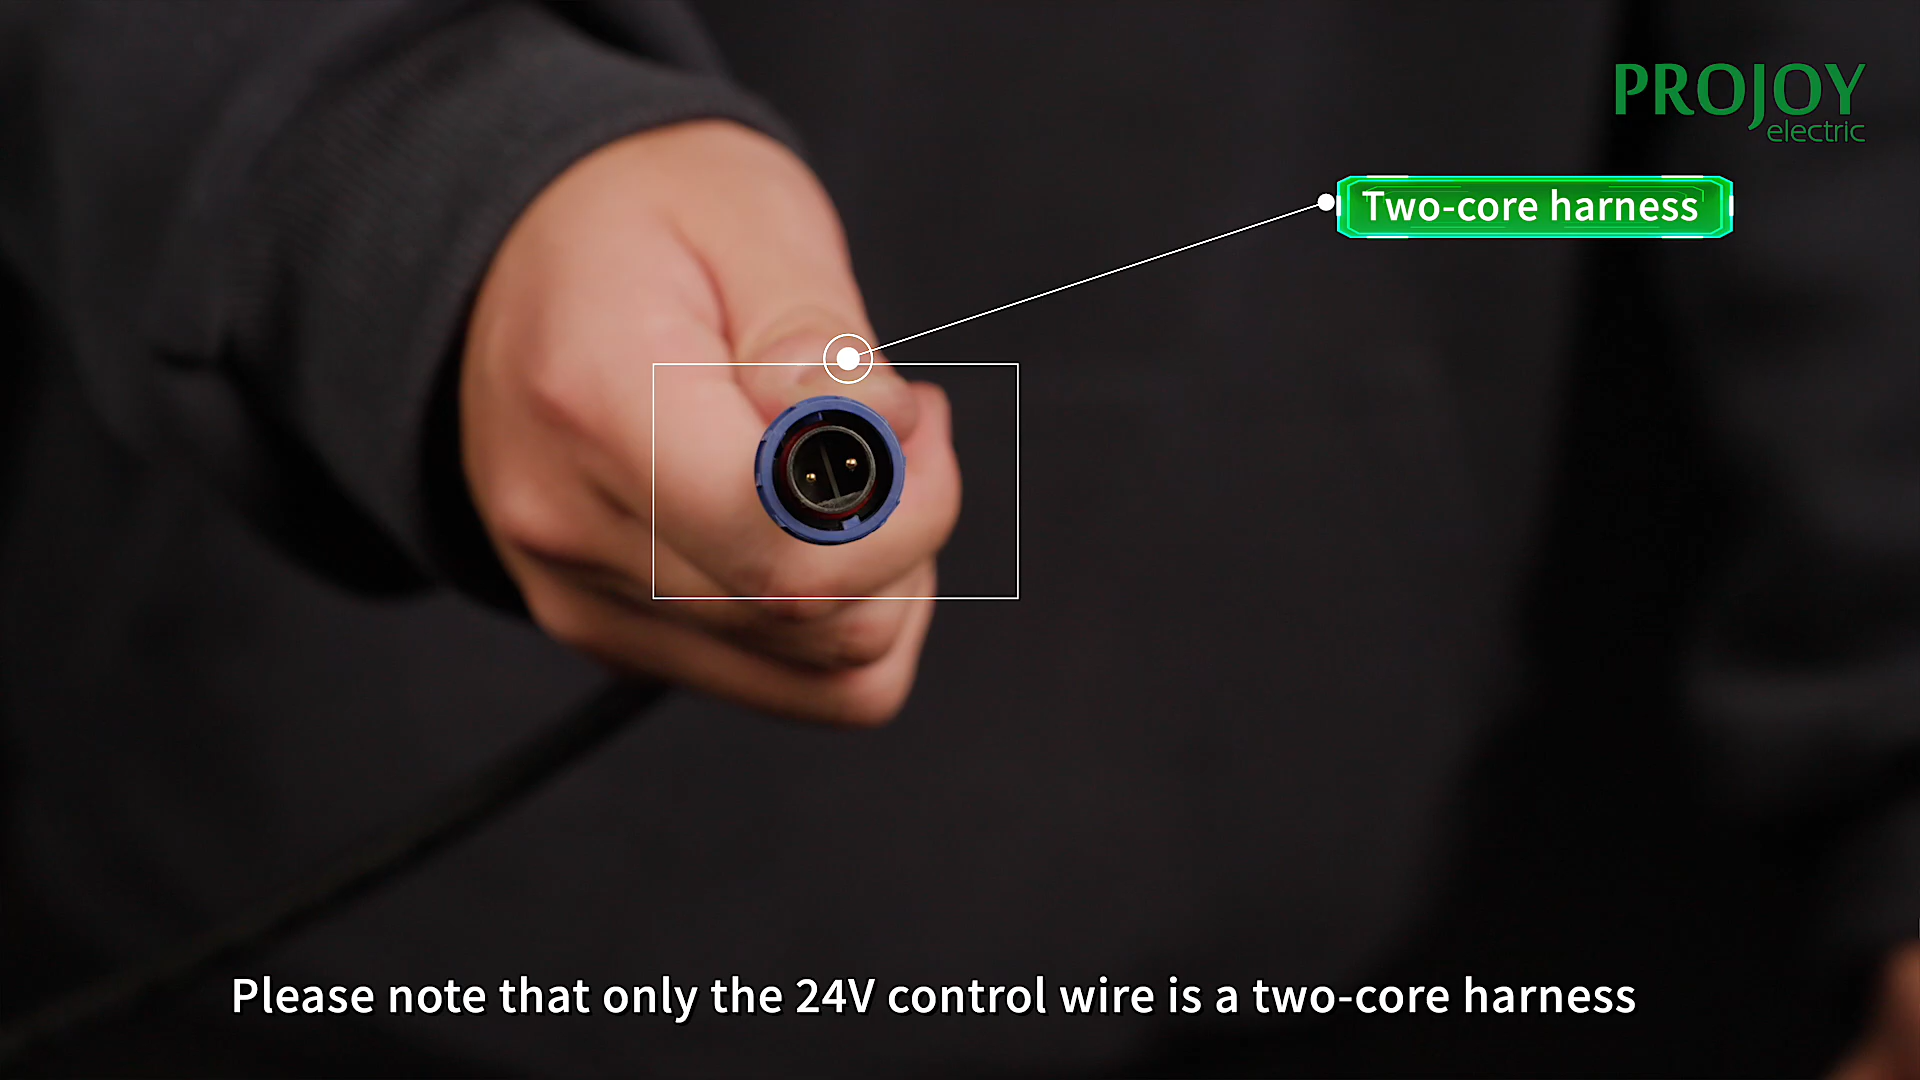 PROJOY
electric
Two-core harness
Please note that only the 24V control wire is a two-core harness